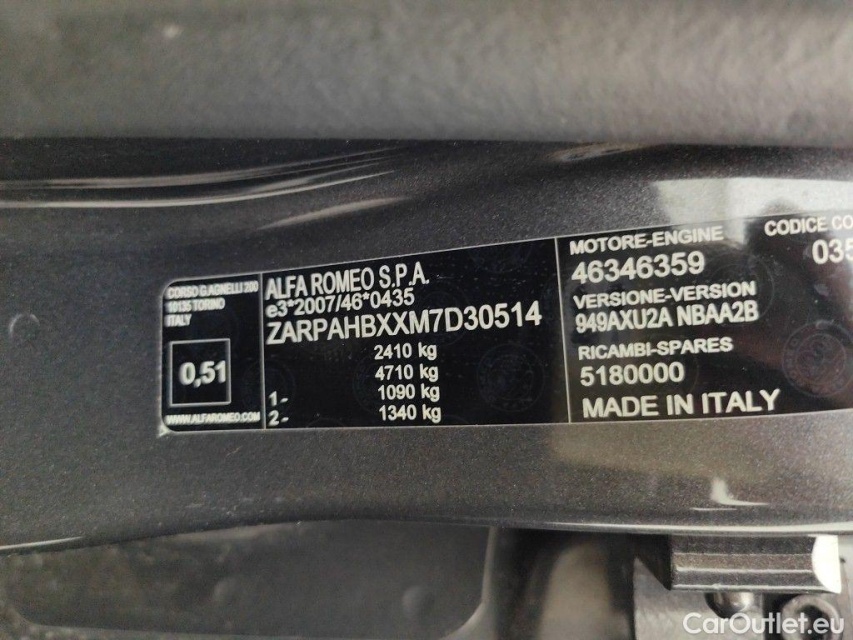 CORSO G.AGNELLI 200
10135 TORINO
ITALY
0,51
WWW.ALFAROMEO.COM
ALFA ROMEO S.P.A.
e3*2007/46*0435
ZARPAHBXXM7D30514
2410 kg
4710 kg
1- 1090 kg
2- 1340 kg
MOTORE-ENGINE
46346359
VERSIONE-VERSION
949AXU2A NBAA2B
RICAMBI-SPARES
5180000
MADE IN ITALY
CODICE CO
035
CarOutlet.eu